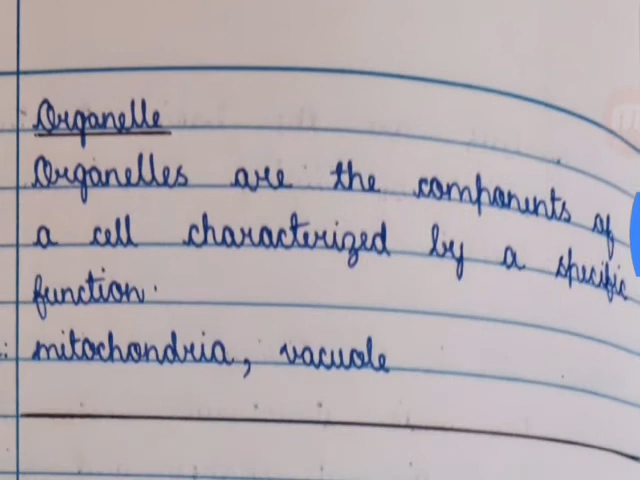 Organelle
Organelles are the components of
a cell characterized by a specific
function.
: mitochondria, vacuole